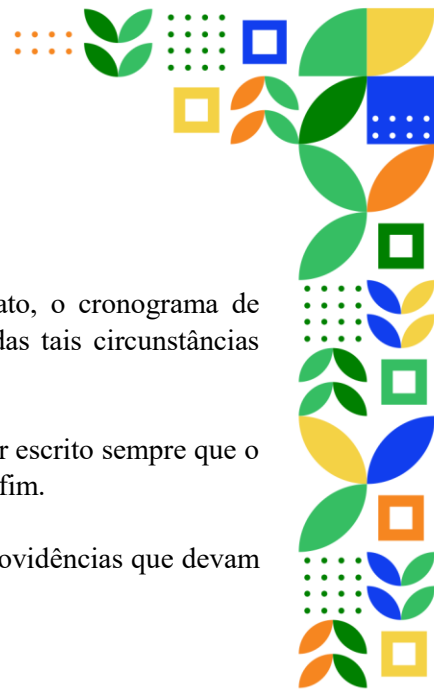 ato, o cronograma de
das tais circunstâncias
r escrito sempre que o
fim.
ovidências que devam